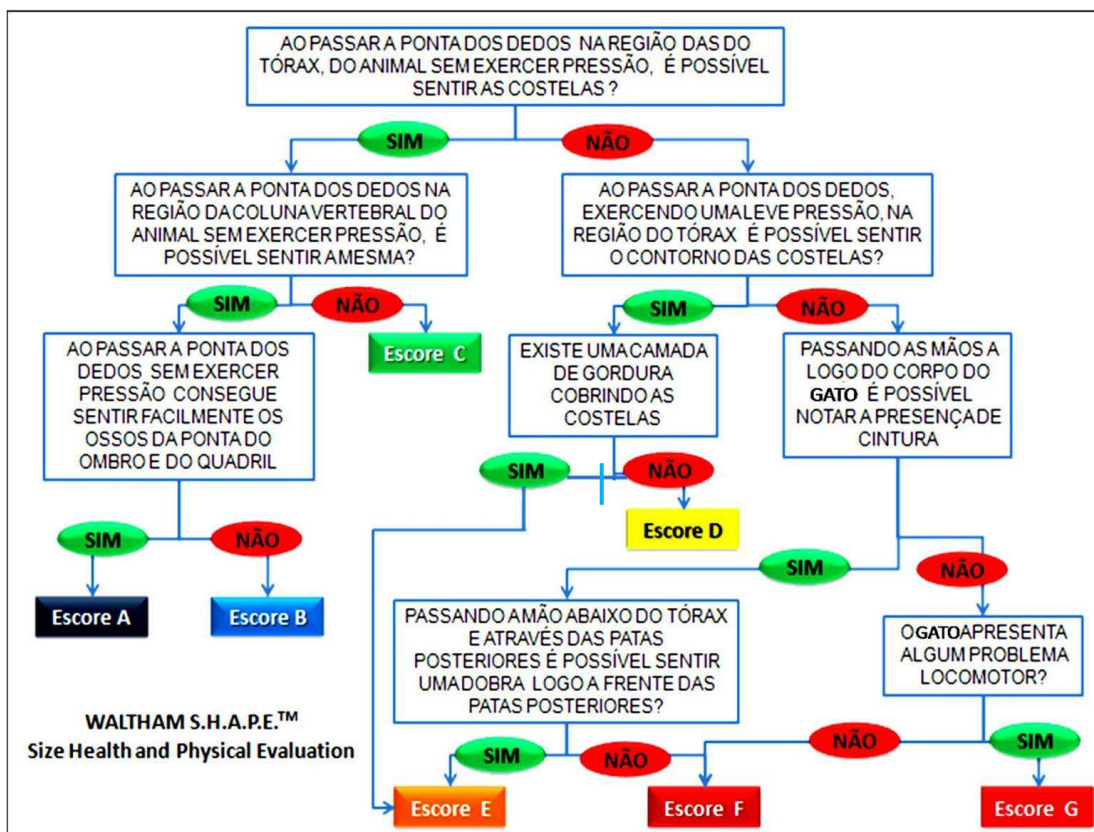 AO PASSAR A PONTA DOS DEDOS NA REGIÃO DAS DO
TÓRAX, DO ANIMAL SEM EXERCER PRESSÃO, É POSSÍVEL
SENTIR AS COSTELAS ?
SIM
NÃO
AO PASSAR A PONTA DOS DEDOS NA
REGIÃO DA COLUNA VERTEBRAL DO
ANIMAL SEM EXERCER PRESSÃO, É
POSSÍVEL SENTIR A MESMA?
AO PASSAR A PONTA DOS DEDOS,
EXERCENDO UMA LEVE PRESSÃO, NA
REGIÃO DO TÓRAX É POSSÍVEL SENTIR
O CONTORNO DAS COSTELAS?
SIM
NÃO
SIM
NÃO
AO PASSAR A PONTA DOS
DEDOS SEM EXERCER
PRESSÃO CONSEGUE
SENTIR FACILMENTE OS
OSSOS DA PONTA DO
OMBRO E DO QUADRIL
Escore C
EXISTE UMA CAMADA
DE GORDURA
COBRINDO AS
COSTELAS
PASSANDO AS MÃOS A
LOGO DO CORPO DO
GATO É POSSÍVEL
NOTAR A PRESENÇA DE
CINTURA
SIM
NÃO
Escore D
SIM
NÃO
Escore A
Escore B
SIM
NÃO
PASSANDO A MÃO ABAIXO DO TÓRAX
E ATRAVÉS DAS PATAS
POSTERIORES É POSSÍVEL SENTIR
UMA DOBRA LOGO A FRENTE DAS
PATAS POSTERIORES?
O GATO APRESENTA
ALGUM PROBLEMA
LOCOMOTOR?
WALTHAM S.H.A.P.E.™
Size Health and Physical Evaluation
SIM
NÃO
NÃO
SIM
Escore E
Escore F
Escore G